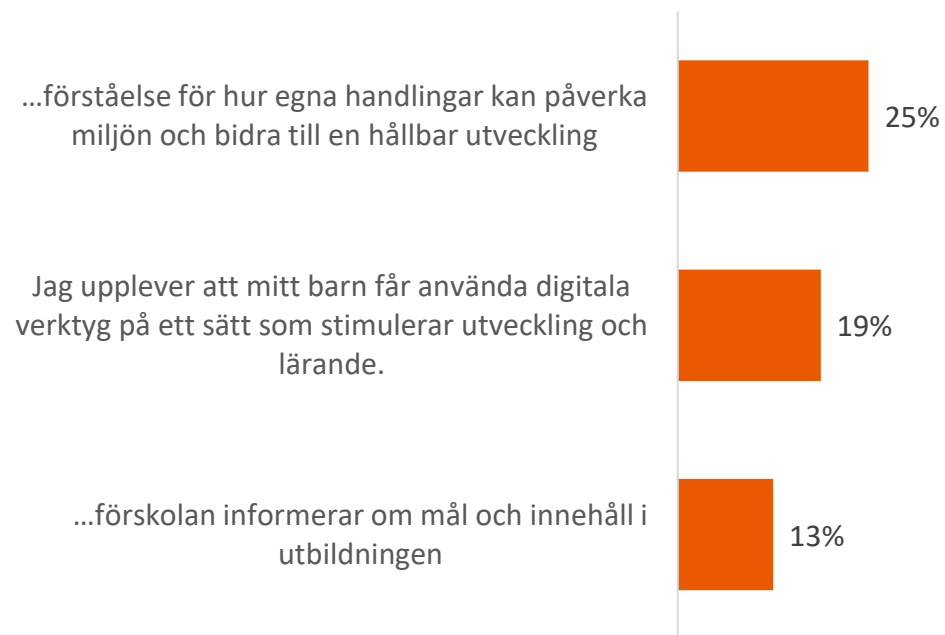 ...förståelse för hur egna handlingar kan påverka
miljön och bidra till en hållbar utveckling
25%
Jag upplever att mitt barn får använda digitala
verktyg på ett sätt som stimulerar utveckling och
lärande.
19%
...förskolan informerar om mål och innehåll i
utbildningen
13%